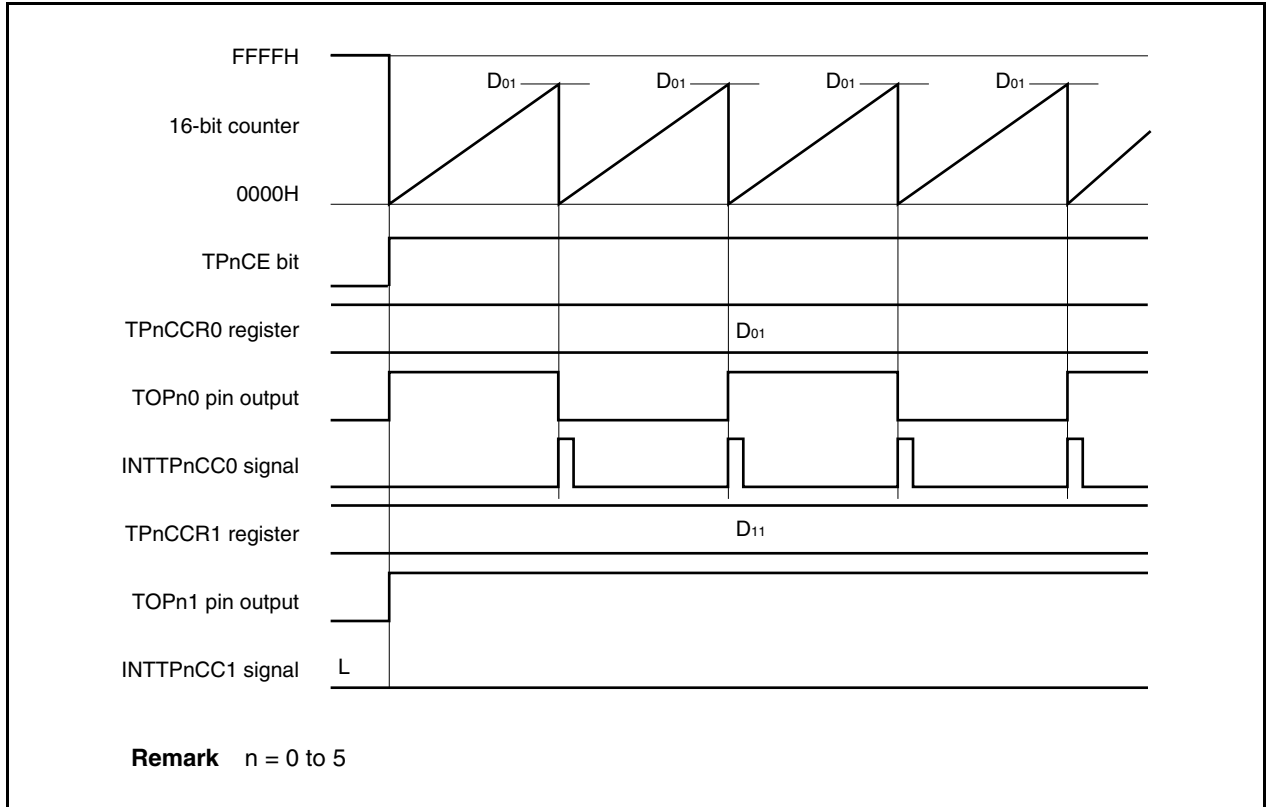 FFFFH
D01 D01 D01 D01
16-bit counter
0000H
TPnCE bit
TPnCCR0 register D01
TOPn0 pin output
INTTPnCC0 signal
TPnCCR1 register D11
TOPn1 pin output
INTTPnCC1 signal L
Remark n = 0 to 5